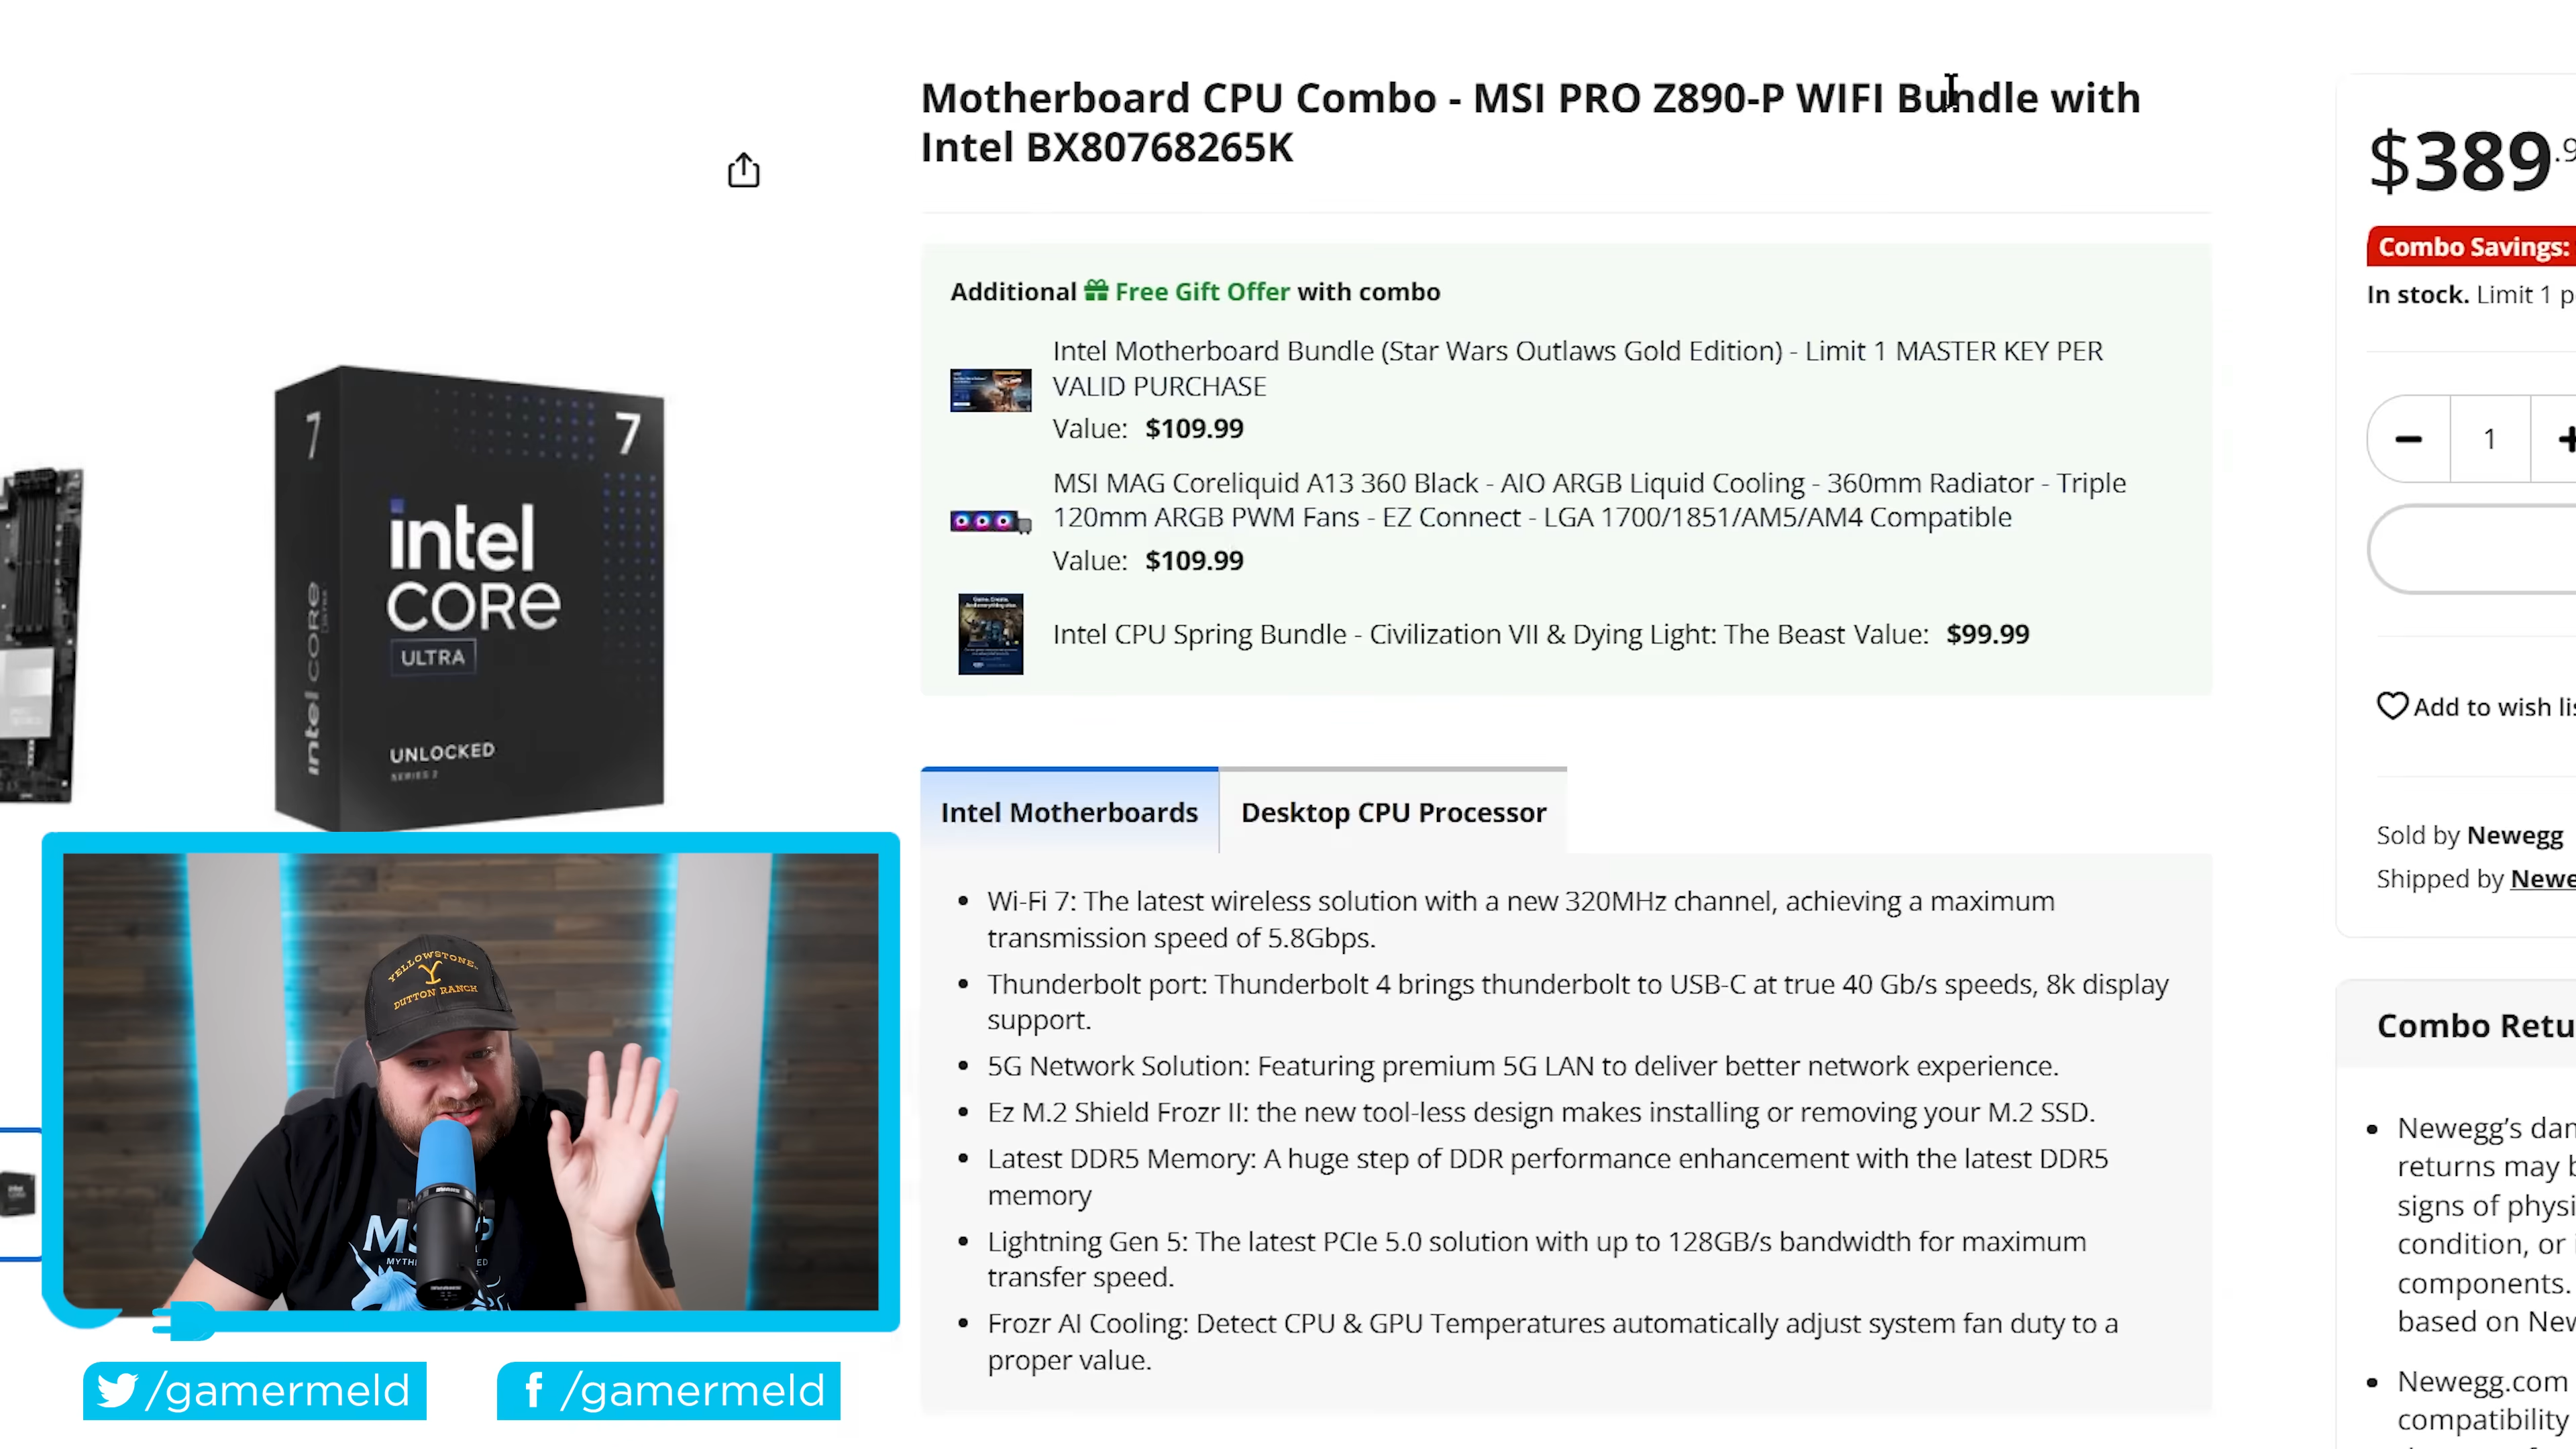 Motherboard CPU Combo - MSI PRO Z890-P WIFI Bundle with
Intel BX80768265K
Additional Free Gift Offer with combo
Intel Motherboard Bundle (Star Wars Outlaws Gold Edition) - Limit 1 MASTER KEY PER
VALID PURCHASE
Value: $109.99
MSI MAG Coreliquid A13 360 Black - AIO ARGB Liquid Cooling - 360mm Radiator - Triple
120mm ARGB PWM Fans - EZ Connect - LGA 1700/1851/AM5/AM4 Compatible
Value: $109.99
Intel CPU Spring Bundle - Civilization VII & Dying Light: The Beast Value: $99.99
Intel Motherboards
Desktop CPU Processor
Wi-Fi 7: The latest wireless solution with a new 320MHz channel, achieving a maximum
transmission speed of 5.8Gbps.
Thunderbolt port: Thunderbolt 4 brings thunderbolt to USB-C at true 40 Gb/s speeds, 8k display
support.
5G Network Solution: Featuring premium 5G LAN to deliver better network experience.
Ez M.2 Shield Frozr II: the new tool-less design makes installing or removing your M.2 SSD.
Latest DDR5 Memory: A huge step of DDR performance enhancement with the latest DDR5
memory
Lightning Gen 5: The latest PCIe 5.0 solution with up to 128GB/s bandwidth for maximum
transfer speed.
Frozr AI Cooling: Detect CPU & GPU Temperatures automatically adjust system fan duty to a
proper value.
$389.9
Combo Savings:
In stock. Limit 1 p
1
Add to wish lis
Sold by Newegg
Shipped by Newe
Combo Retu
Newegg's dam
returns may b
signs of physi
condition, or i
components.
based on New
Newegg.com
compatibility
7
7
intel
CORE
ULTRA
UNLOCKED
SERIES 2
intel CORE
YELLOWSTONE
Y
DUTTON RANCH
/gamermeld
f /gamermeld